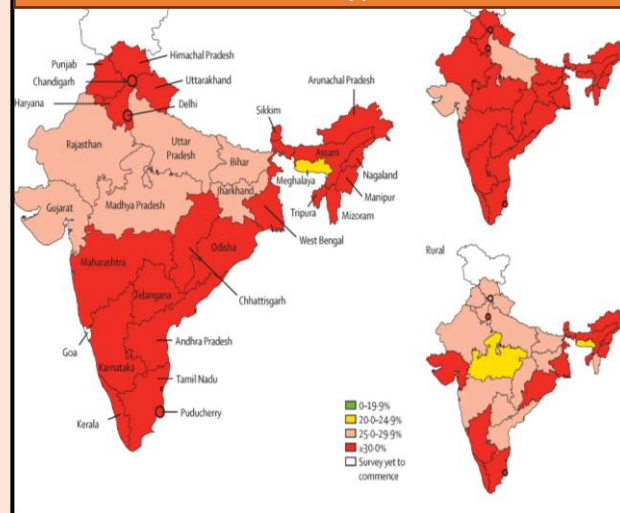 Punjab
Himachal Pradesh
Chandigarh
Uttarakhand
Haryana
Delhi
Arunachal Pradesh
Sikkim
Rajasthan
Uttar
Pradesh
Bihar
Assam
Nagaland
Meghalaya
Manipur
Gujarat
Madhya Pradesh
Jharkhand
Tripura
Mizoram
West Bengal
Odisha
Maharashtra
Chhattisgarh
Telangana
Goa
Andhra Pradesh
Karnataka
Tamil Nadu
Kerala
Puducherry
Rural
0–19·9%
20·0–24·9%
25·0–29·9%
≥30·0%
Survey yet to
commence